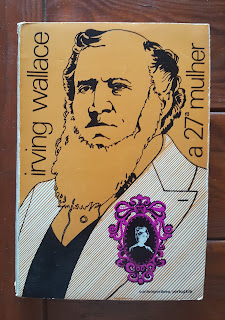 irving wallace
a 27ª mulher